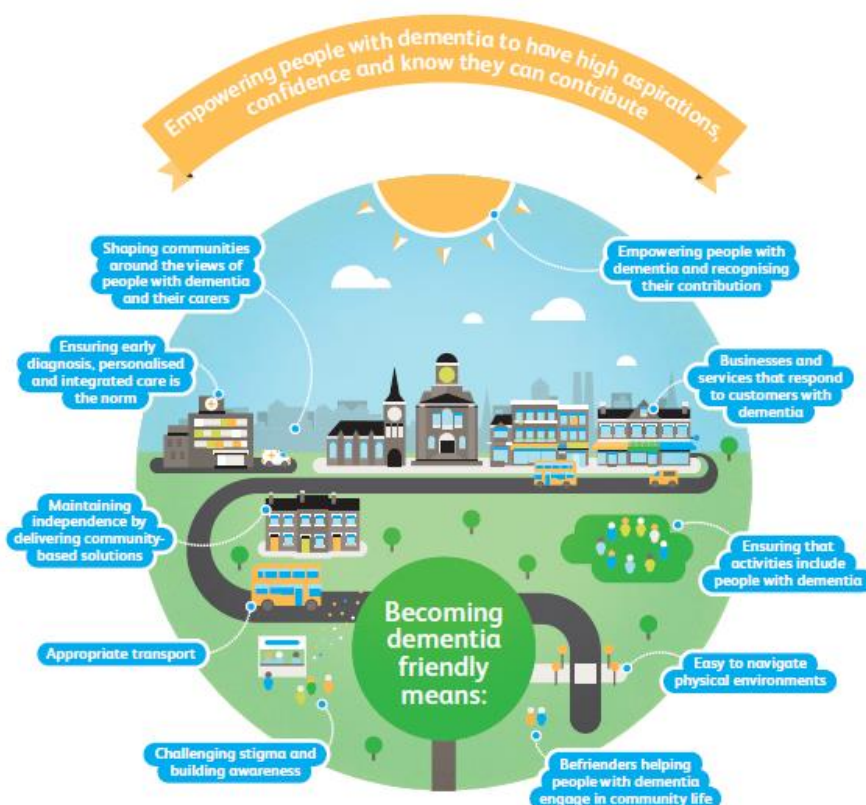 Empowering people with dementia to have high aspirations,
confidence and know they can contribute
Shaping communities
around the views of
people with dementia
and their carers
Empowering people with
dementia and recognising
their contribution
Ensuring early
diagnosis, personalised
and integrated care is
the norm
Businesses and
services that respond
to customers with
dementia
Maintaining
independence by
delivering community-
based solutions
Ensuring that
activities include
people with dementia
Becoming
dementia
friendly
means:
Appropriate transport
Easy to navigate
physical environments
Challenging stigma and
building awareness
Befrienders helping
people with dementia
engage in community life